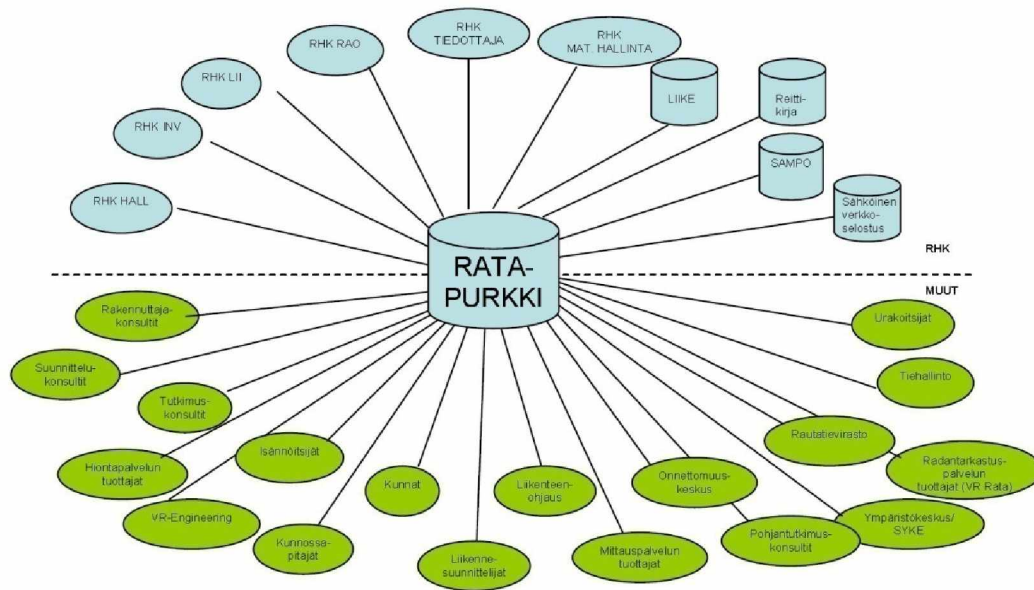 RHK
TIEDOTTAJA
RHK
MAT. HALLINTA
RHK RAO
RHK LII
LIIKE
Reitti-
kirja
RHK INV
SAMPO
RHK HALL
Sähköinen
verkko-
selostus
RATA-
PURKKI
RHK
MUUT
Rakennuttaja-
konsultit
Urakoitsijat
Suunnittelu-
konsultit
Tiehallinto
Tutkimus-
konsultit
Isännöitsijät
Rautatievirasto
Hiontapalvelun
tuottajat
Kunnat
Liikenteen-
ohjaus
Onnettomuus-
keskus
Radantarkastus-
palvelun
tuottajat (VR Rata)
VR-Engineering
Kunnossa-
pitäjät
Liikenne-
suunnittelijat
Mittauspalvelun
tuottajat
Pohjantutkimus-
konsultit
Ympäristökeskus/
SYKE